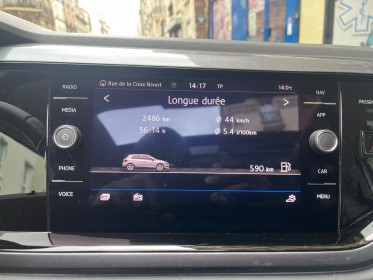 Rue de la Croix Nivert 14:17 TP 14.0°C
< Longue durée >
2486 km Ø 44 km/h
56:14 h Ø 5.4 l/100km
590 km
RADIO
MEDIA
PHONE
VOICE
NAV
APP
CAR
MENU
PASSENGER